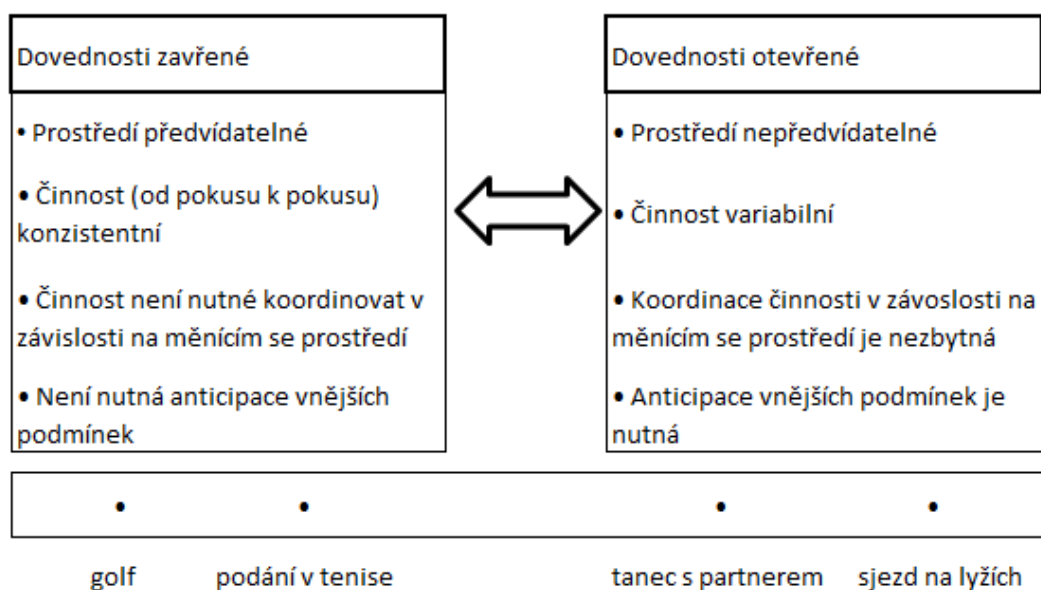 Dovednosti zavřené
• Prostředí předvídatelné
• Činnost (od pokusu k pokusu)
konzistentní
• Činnost není nutné koordinovat v
závislosti na měnícím se prostředí
• Není nutná anticipace vnějších
podmínek
Dovednosti otevřené
• Prostředí nepředvídatelné
• Činnost variabilní
• Koordinace činnosti v závoslosti na
měnícím se prostředí je nezbytná
• Anticipace vnějších podmínek je
nutná
• • • •
golf podání v tenise tanec s partnerem sjezd na lyžích